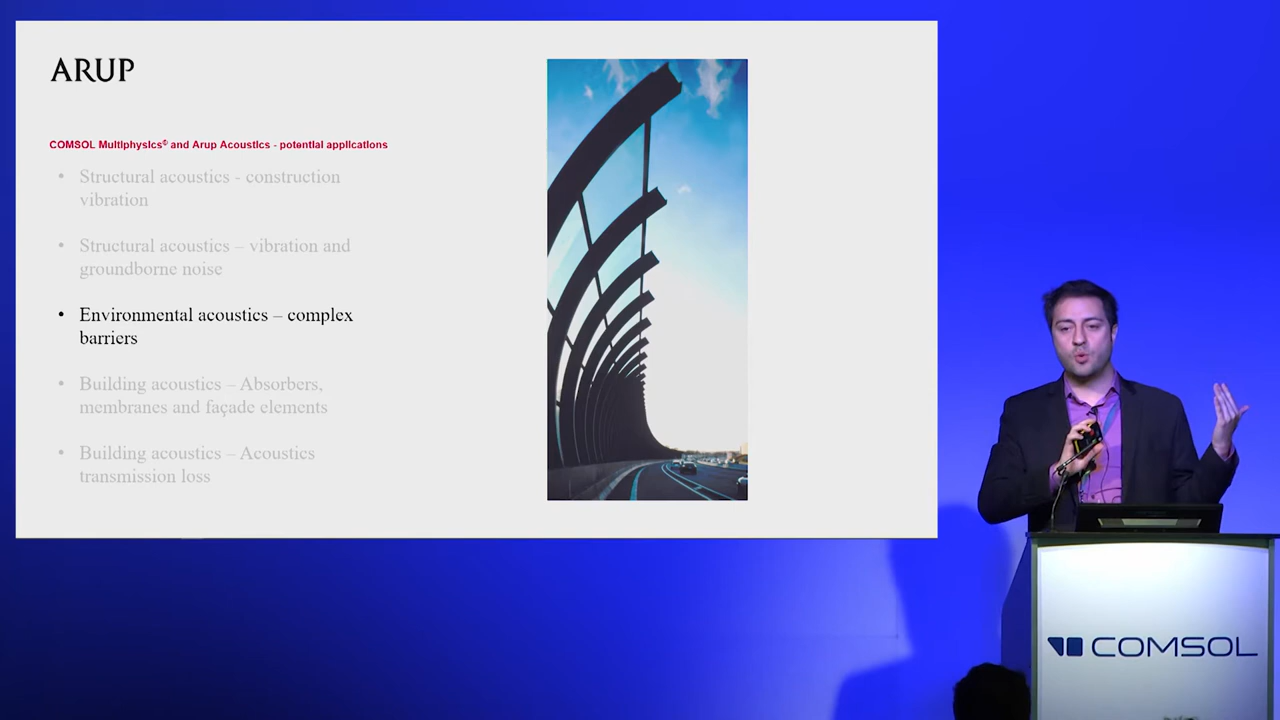 ARUP
COMSOL Multiphysics® and Arup Acoustics - potential applications
• Structural acoustics - construction
vibration
• Structural acoustics – vibration and
groundborne noise
• Environmental acoustics – complex
barriers
• Building acoustics – Absorbers,
membranes and façade elements
• Building acoustics – Acoustics
transmission loss
COMSOL